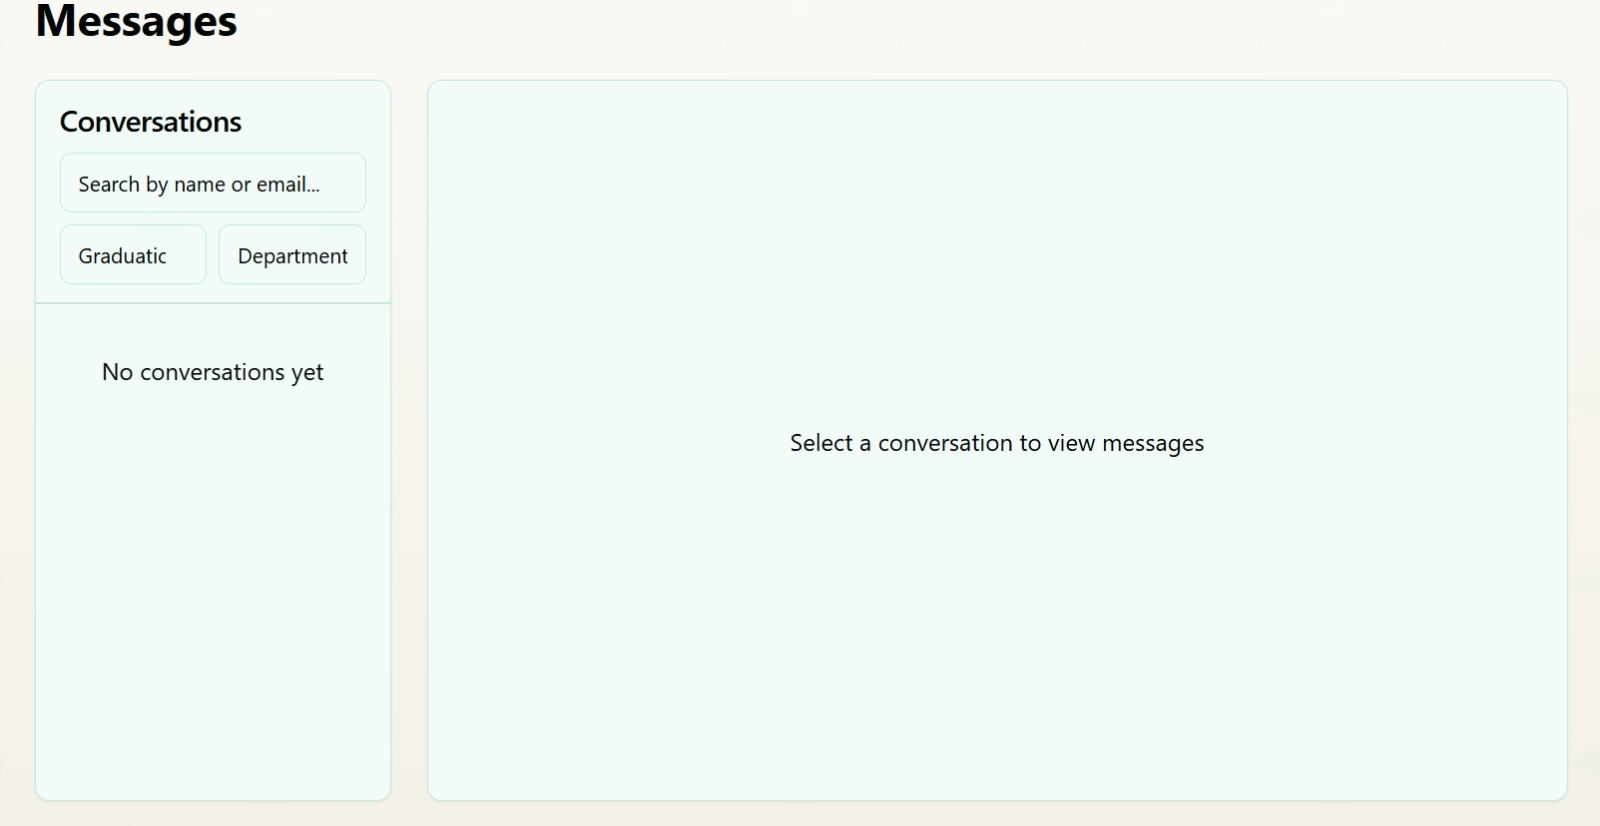 Messages
Conversations
Search by name or email...
Graduatic
Department
No conversations yet
Select a conversation to view messages